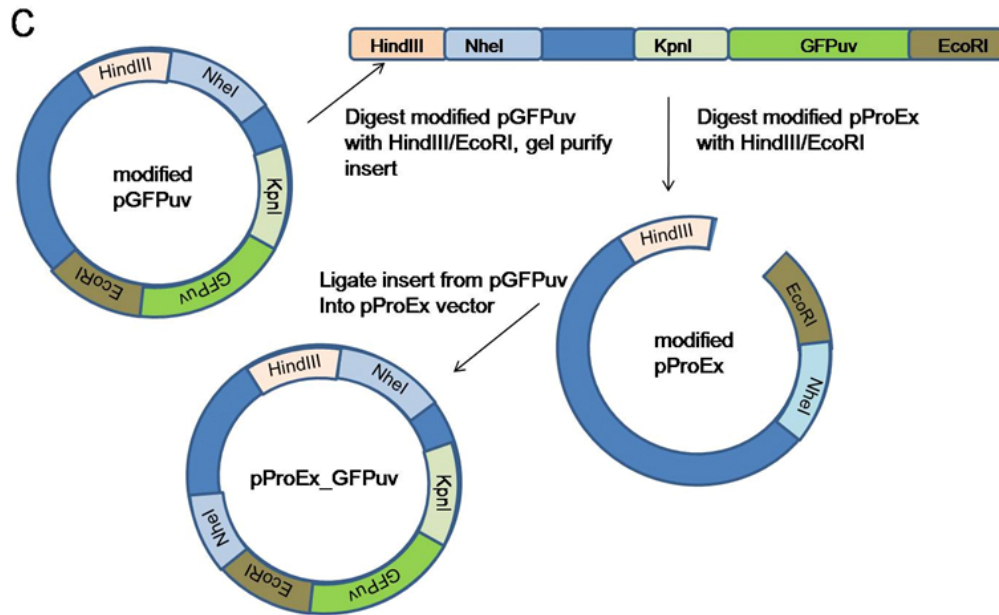 C
HindIII NheI KpnI GFPuv EcoRI
HindIII
NheI
KpnI
GFPuv
EcoRI
modified
pGFPuv
Digest modified pGFPuv
with HindIII/EcoRI, gel purify
insert
Digest modified pProEx
with HindIII/EcoRI
HindIII
EcoRI
NheI
modified
pProEx
Ligate insert from pGFPuv
Into pProEx vector
HindIII
NheI
KpnI
GFPuv
EcoRI
NheI
pProEx_GFPuv